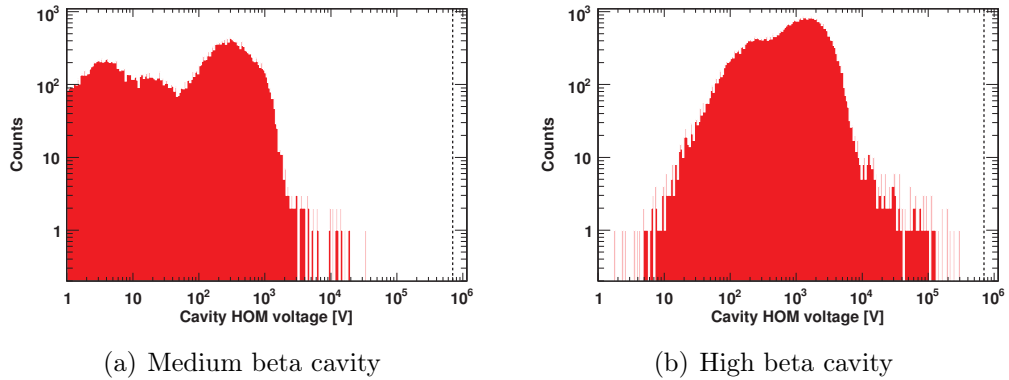 10³
10²
10
1
Counts
1 10 10² 10³ 10⁴ 10⁵ 10⁶
Cavity HOM voltage [V]
(a) Medium beta cavity
10³
10²
10
1
Counts
1 10 10² 10³ 10⁴ 10⁵ 10⁶
Cavity HOM voltage [V]
(b) High beta cavity